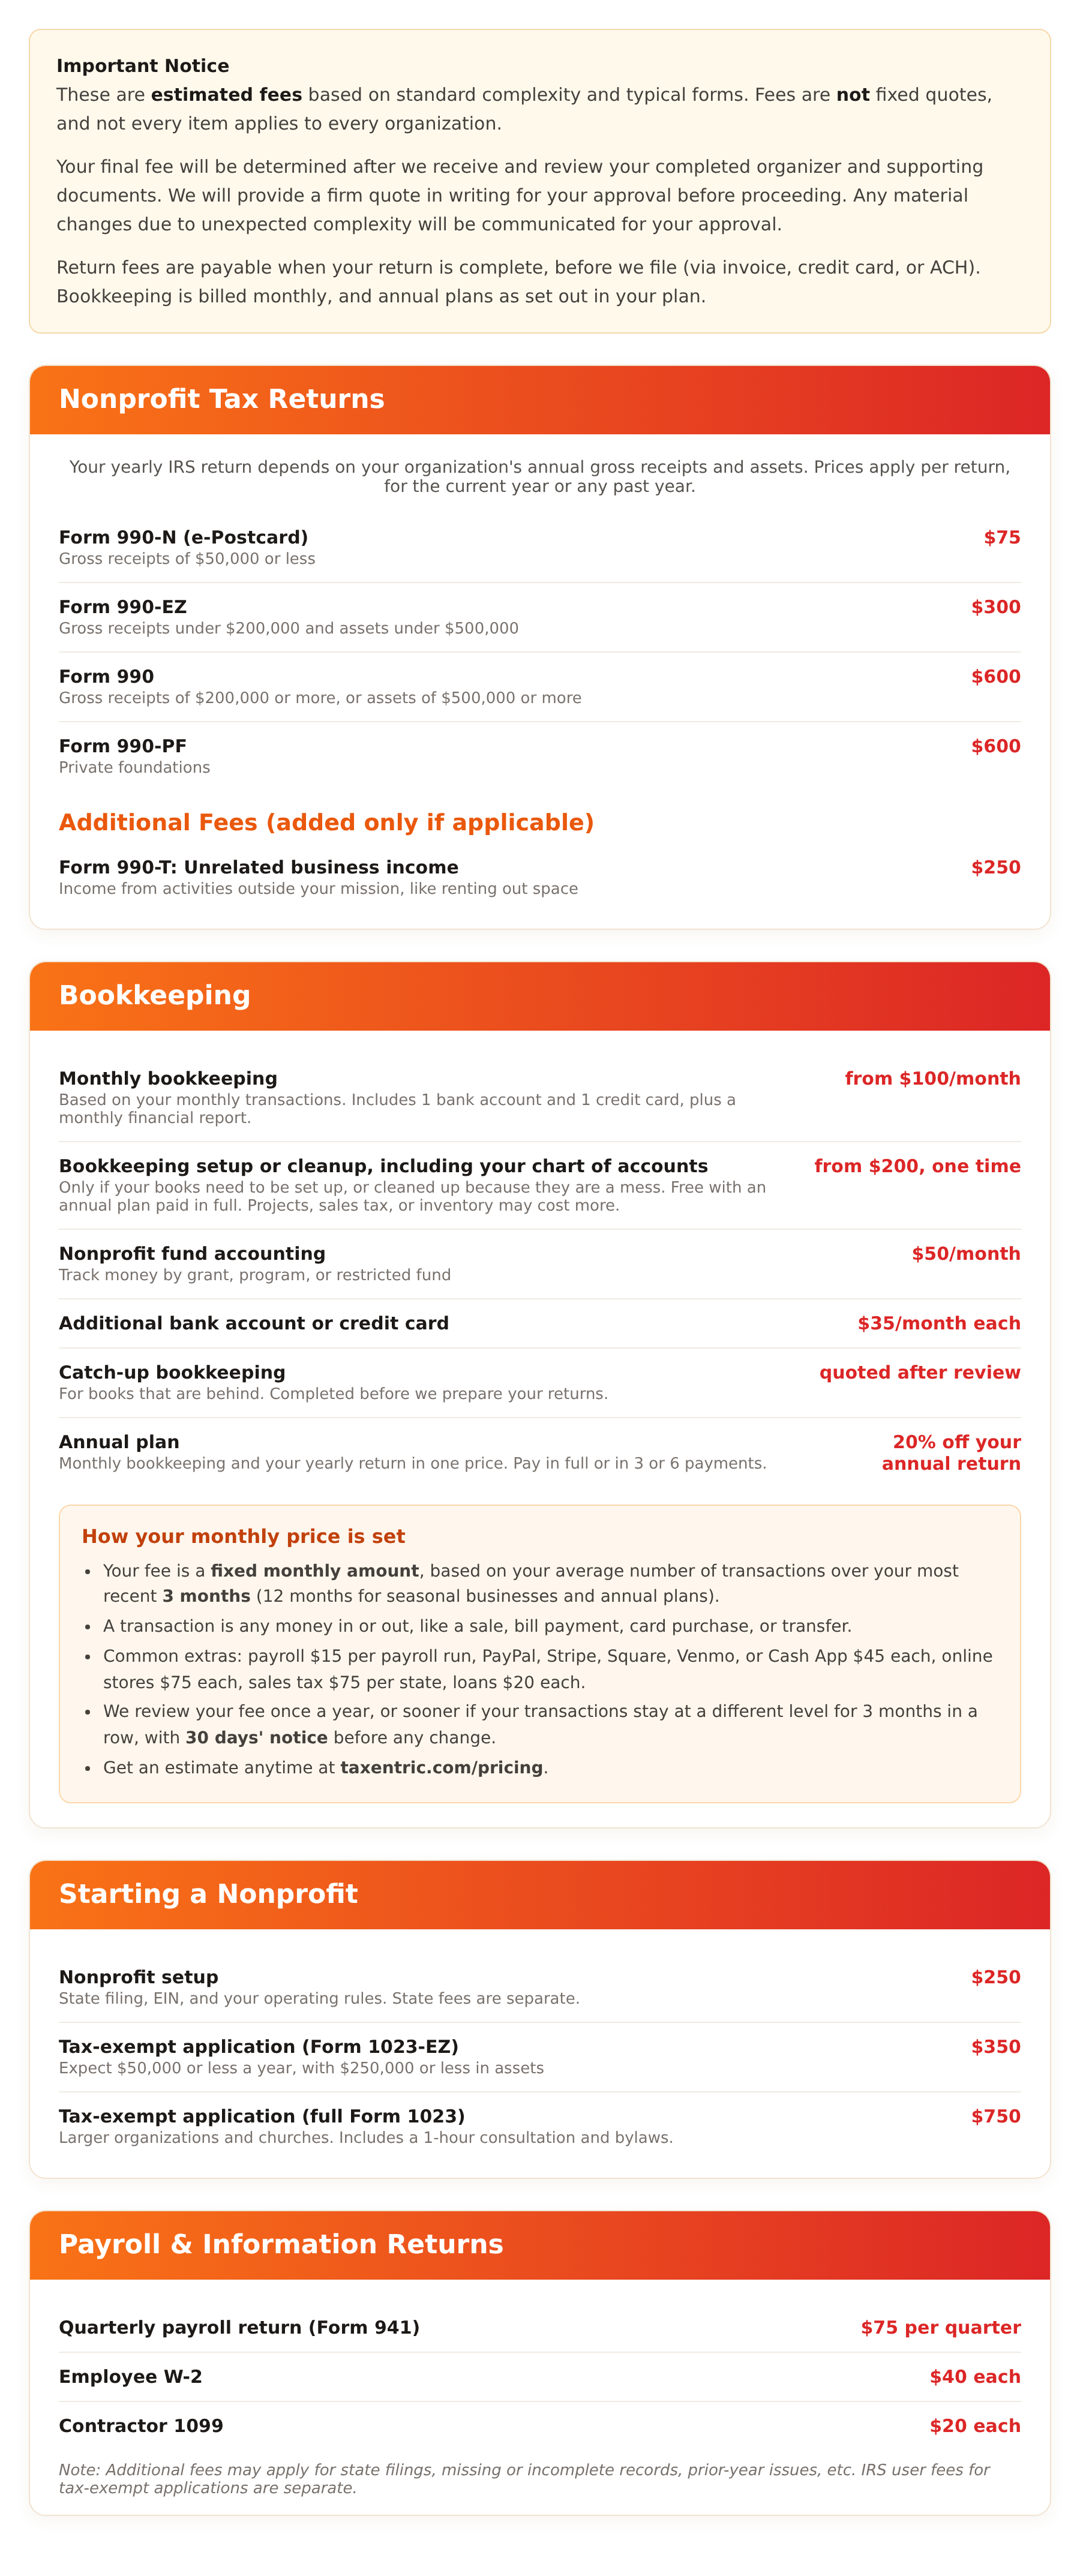 Important Notice
These are estimated fees based on standard complexity and typical forms. Fees are not fixed quotes,
and not every item applies to every organization.
Your final fee will be determined after we receive and review your completed organizer and supporting
documents. We will provide a firm quote in writing for your approval before proceeding. Any material
changes due to unexpected complexity will be communicated for your approval.
Return fees are payable when your return is complete, before we file (via invoice, credit card, or ACH).
Bookkeeping is billed monthly, and annual plans as set out in your plan.
Nonprofit Tax Returns
Your yearly IRS return depends on your organization's annual gross receipts and assets. Prices apply per return,
for the current year or any past year.
Form 990-N (e-Postcard) $75
Gross receipts of $50,000 or less
Form 990-EZ $300
Gross receipts under $200,000 and assets under $500,000
Form 990 $600
Gross receipts of $200,000 or more, or assets of $500,000 or more
Form 990-PF $600
Private foundations
Additional Fees (added only if applicable)
Form 990-T: Unrelated business income $250
Income from activities outside your mission, like renting out space
Bookkeeping
Monthly bookkeeping from $100/month
Based on your monthly transactions. Includes 1 bank account and 1 credit card, plus a
monthly financial report.
Bookkeeping setup or cleanup, including your chart of accounts from $200, one time
Only if your books need to be set up, or cleaned up because they are a mess. Free with an
annual plan paid in full. Projects, sales tax, or inventory may cost more.
Nonprofit fund accounting $50/month
Track money by grant, program, or restricted fund
Additional bank account or credit card $35/month each
Catch-up bookkeeping quoted after review
For books that are behind. Completed before we prepare your returns.
Annual plan 20% off your
Monthly bookkeeping and your yearly return in one price. Pay in full or in 3 or 6 payments. annual return
How your monthly price is set
• Your fee is a fixed monthly amount, based on your average number of transactions over your most
recent 3 months (12 months for seasonal businesses and annual plans).
• A transaction is any money in or out, like a sale, bill payment, card purchase, or transfer.
• Common extras: payroll $15 per payroll run, PayPal, Stripe, Square, Venmo, or Cash App $45 each, online
stores $75 each, sales tax $75 per state, loans $20 each.
• We review your fee once a year, or sooner if your transactions stay at a different level for 3 months in a
row, with 30 days' notice before any change.
• Get an estimate anytime at taxentric.com/pricing.
Starting a Nonprofit
Nonprofit setup $250
State filing, EIN, and your operating rules. State fees are separate.
Tax-exempt application (Form 1023-EZ) $350
Expect $50,000 or less a year, with $250,000 or less in assets
Tax-exempt application (full Form 1023) $750
Larger organizations and churches. Includes a 1-hour consultation and bylaws.
Payroll & Information Returns
Quarterly payroll return (Form 941) $75 per quarter
Employee W-2 $40 each
Contractor 1099 $20 each
Note: Additional fees may apply for state filings, missing or incomplete records, prior-year issues, etc. IRS user fees for
tax-exempt applications are separate.